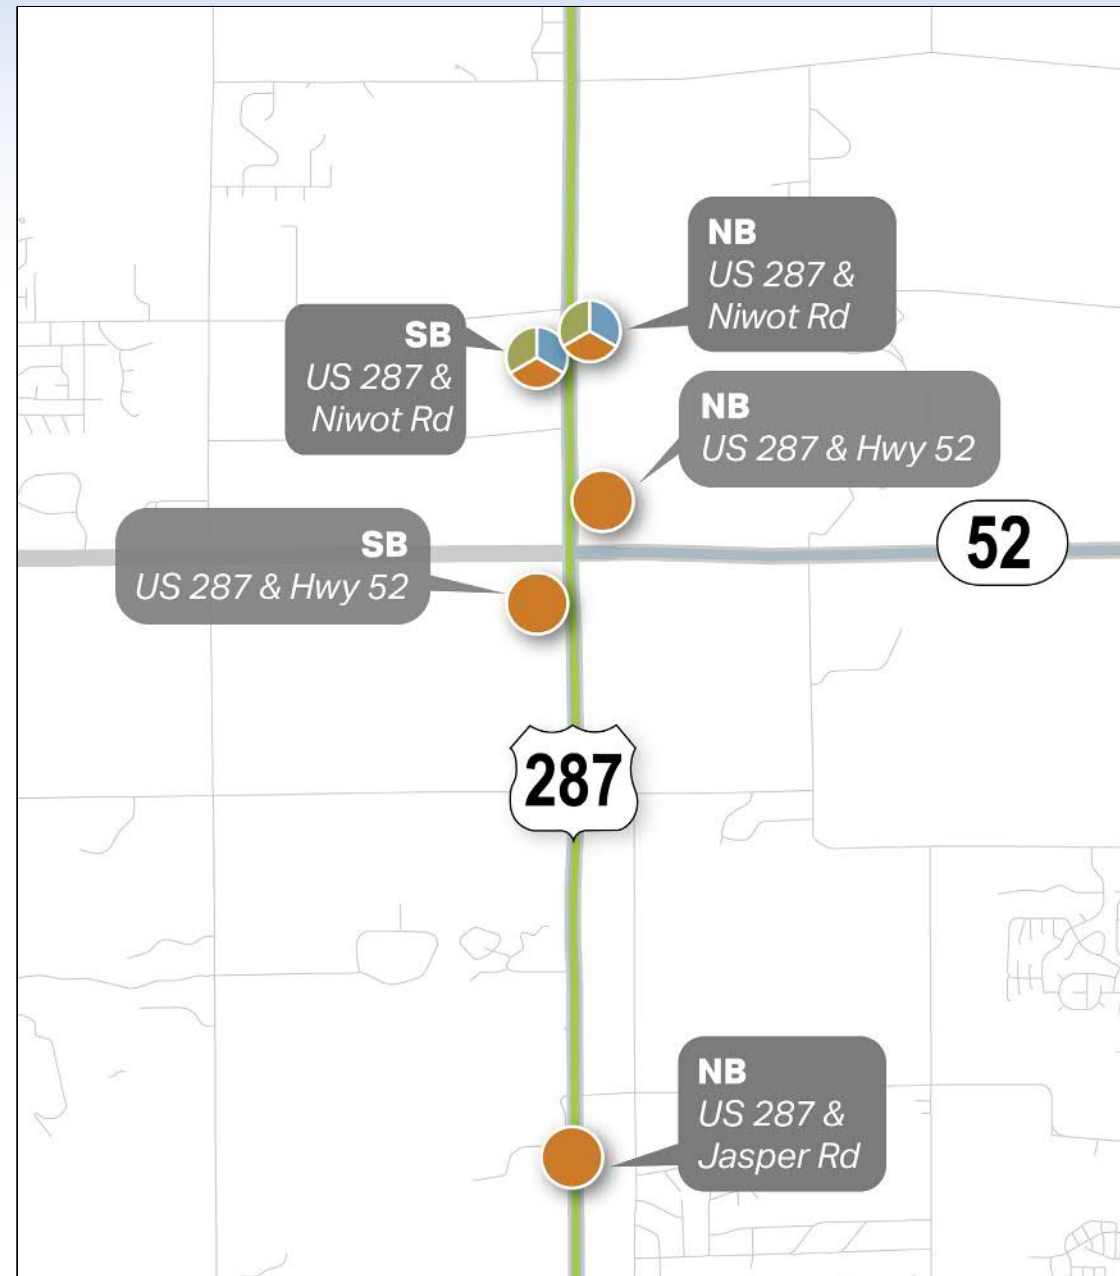 NB
US 287 &
Niwot Rd
SB
US 287 &
Niwot Rd
NB
US 287 & Hwy 52
52
SB
US 287 & Hwy 52
287
NB
US 287 &
Jasper Rd